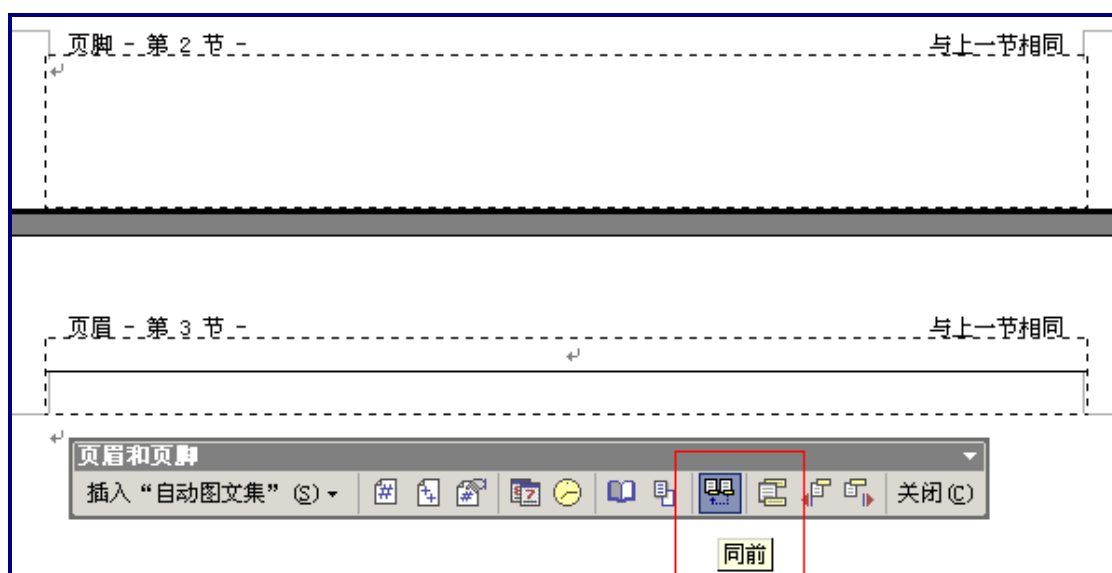 页脚 - 第 2 节 - 与上一节相同
页眉 - 第 3 节 - 与上一节相同
页眉和页脚
插入“自动图文集” (S) 关闭(C)
同前